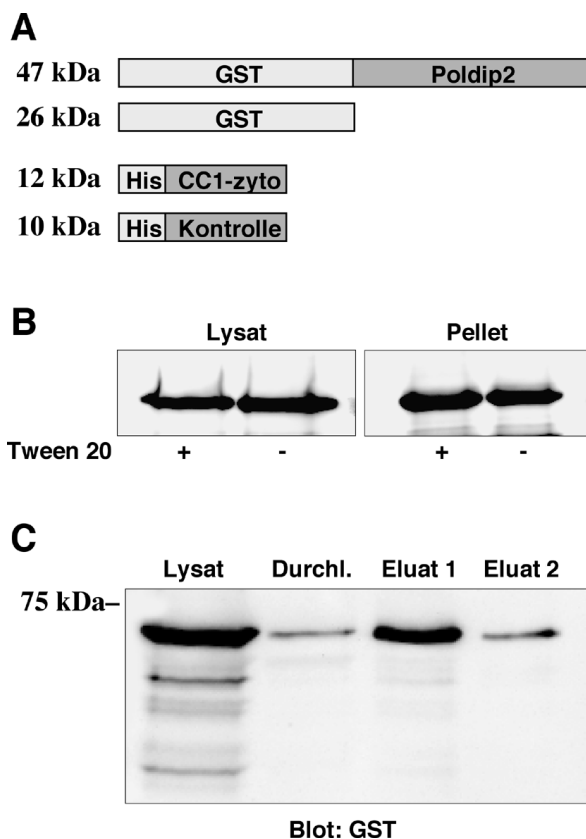 A
47 kDa GST Poldip2
26 kDa GST
12 kDa His CC1-zyto
10 kDa His Kontrolle
B
Lysat Pellet
Tween 20 + - + -
C
Lysat Durchl. Eluat 1 Eluat 2
75 kDa–
Blot: GST